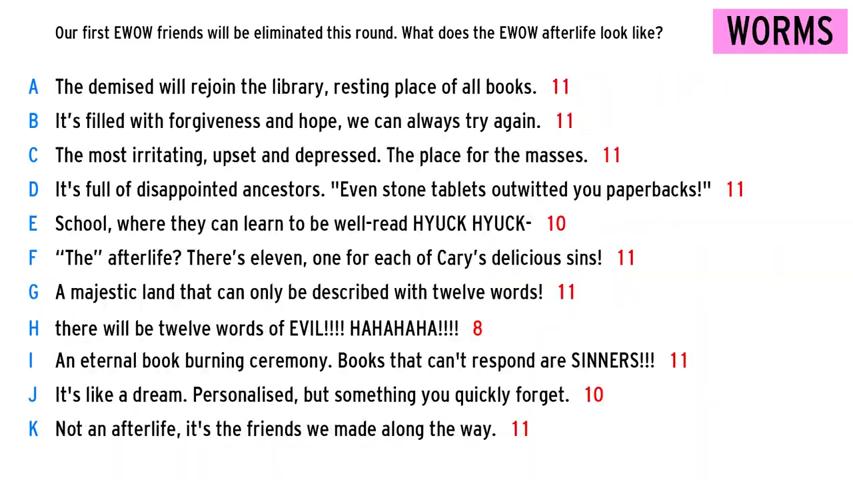 Our first EWOW friends will be eliminated this round. What does the EWOW afterlife look like?
WORMS
A The demised will rejoin the library, resting place of all books. 11
B It’s filled with forgiveness and hope, we can always try again. 11
C The most irritating, upset and depressed. The place for the masses. 11
D It's full of disappointed ancestors. "Even stone tablets outwitted you paperbacks!" 11
E School, where they can learn to be well-read HYUCK HYUCK- 10
F “The” afterlife? There’s eleven, one for each of Cary’s delicious sins! 11
G A majestic land that can only be described with twelve words! 11
H there will be twelve words of EVIL!!!! HAHAHAHA!!!! 8
I An eternal book burning ceremony. Books that can't respond are SINNERS!!! 11
J It's like a dream. Personalised, but something you quickly forget. 10
K Not an afterlife, it's the friends we made along the way. 11